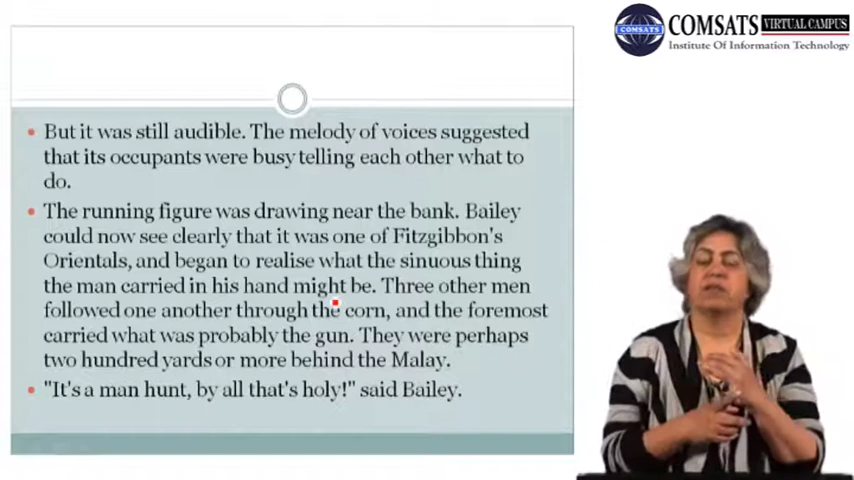 COMSATS VIRTUAL CAMPUS
COMSATS Institute Of Information Technology
But it was still audible. The melody of voices suggested
that its occupants were busy telling each other what to
do.
The running figure was drawing near the bank. Bailey
could now see clearly that it was one of Fitzgibbon's
Orientals, and began to realise what the sinuous thing
the man carried in his hand might be. Three other men
followed one another through the corn, and the foremost
carried what was probably the gun. They were perhaps
two hundred yards or more behind the Malay.
"It's a man hunt, by all that's holy!" said Bailey.